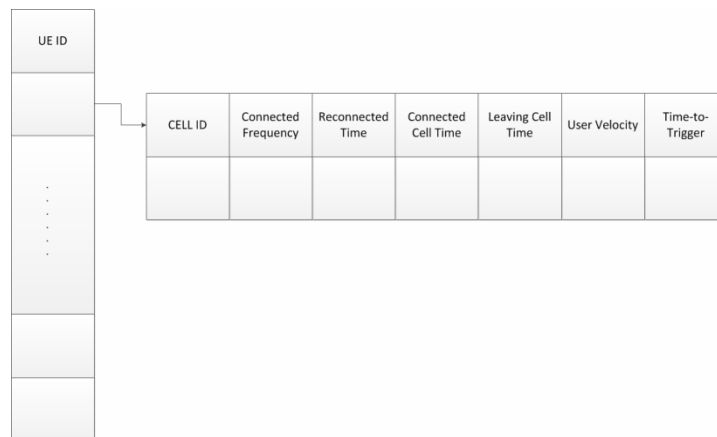 UE ID
CELL ID
Connected
Frequency
Reconnected
Time
Connected
Cell Time
Leaving Cell
Time
User Velocity
Time-to-
Trigger